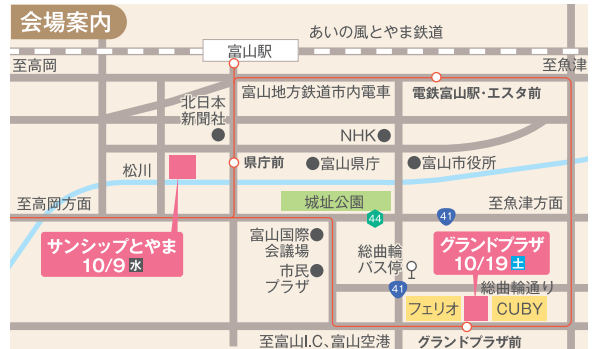 会場案内
あいの風とやま鉄道
富山駅
至高岡
至魚津
富山地方鉄道市内電車
電鉄富山駅・エスタ前
北日本
新聞社
NHK
松川
県庁前
富山県庁
富山市役所
城址公園
至高岡方面
44
41
至魚津方面
サンシップとやま
10/9 水
富山国際
会議場
市民
プラザ
総曲輪
バス停
グランドプラザ
10/19 土
41
総曲輪通り
フェリオ
CUBY
至富山I.C、富山空港
グランドプラザ前